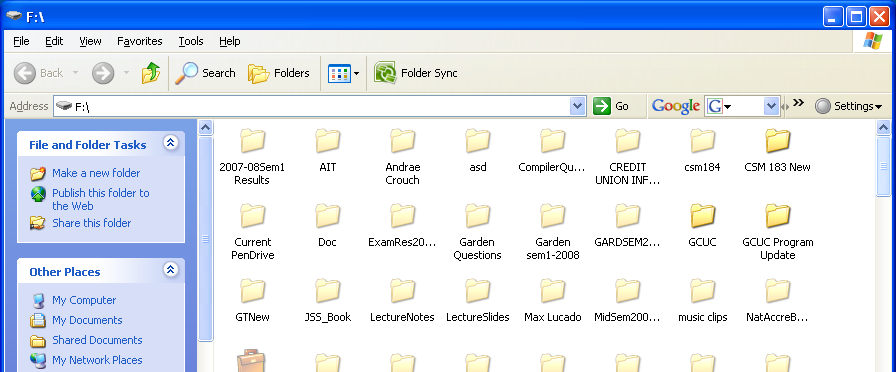 F:\
File Edit View Favorites Tools Help
Back Search Folders Folder Sync
Address F:\ Go Google G Settings
File and Folder Tasks
Make a new folder
Publish this folder to
the Web
Share this folder
Other Places
My Computer
My Documents
Shared Documents
My Network Places
2007-08Sem1 AIT Andrae asd CompilerQu... CREDIT csm184 CSM 183 New
Results Crouch UNION INF...
Current Doc ExamRes20... Garden Garden GARDSEM2... GCUC GCUC Program
PenDrive Questions sem1-2008 Update
GTNew JSS_Book LectureNotes LectureSlides Max Lucado MidSem200... music clips NatAccreB...